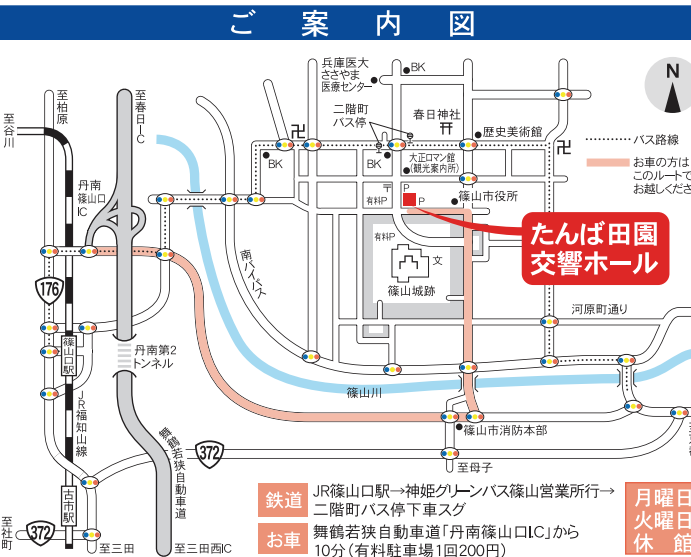 ご案内図
兵庫医大
ささやま
医療センター
BK
二階町
バス停
春日神社
歴史美術館
BK
BK
大正ロマン館
(観光案内所)
N
バス路線
お車の方は
このルートで
お越しくださ
至柏原
至谷川
至春日IC
丹南
篠山口
IC
〒
P
有料P
P
篠山市役所
たんば田園
交響ホール
有料P
文
篠山城跡
南バイパス
176
河原町通り
篠山口駅
丹南第2
トンネル
篠山川
JR福知山線
舞鶴若狭自動車道
372
篠山市消防本部
至母子
古市駅
至社町
372
至三田
至三田西IC
鉄道
JR篠山口駅→神姫グリーンバス篠山営業所行→
二階町バス停下車スグ
お車
舞鶴若狭自動車道「丹南篠山口IC」から
10分(有料駐車場1回200円)
月曜日
火曜日
休館